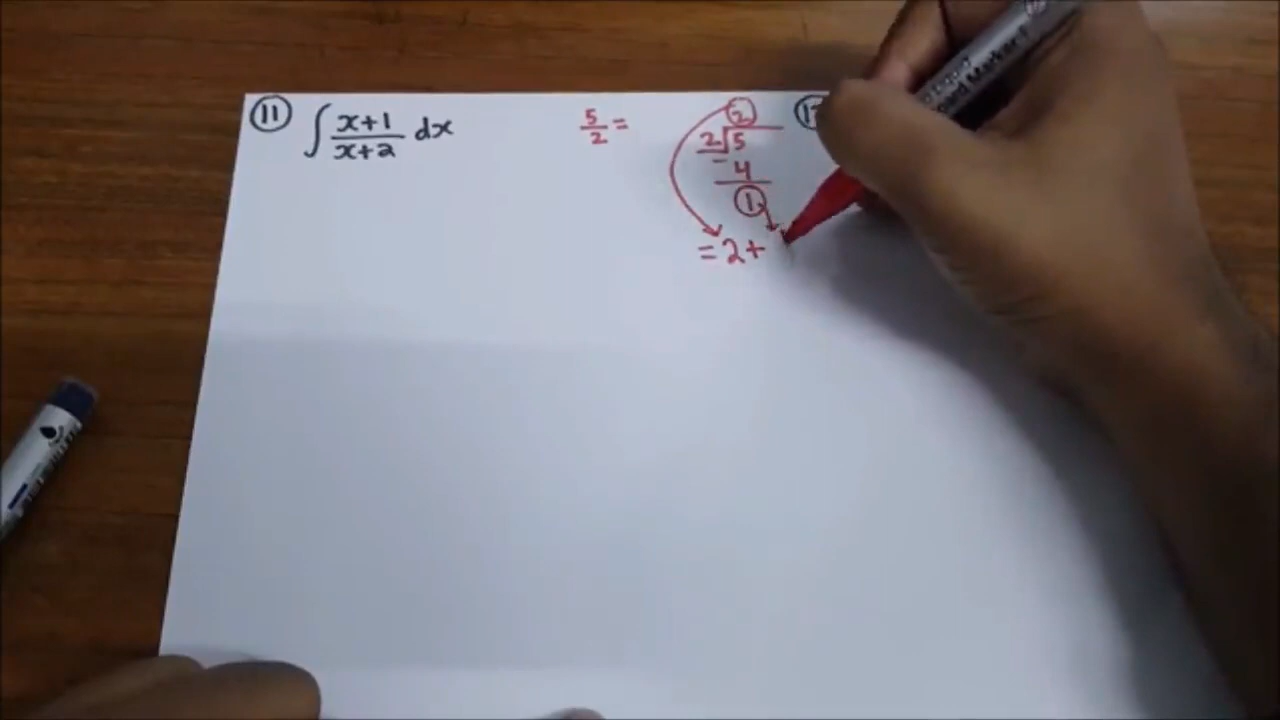 ⑪ ∫ x+1 / x+2 dx
5/2 =
2
2 5
- 4
1
= 2 +